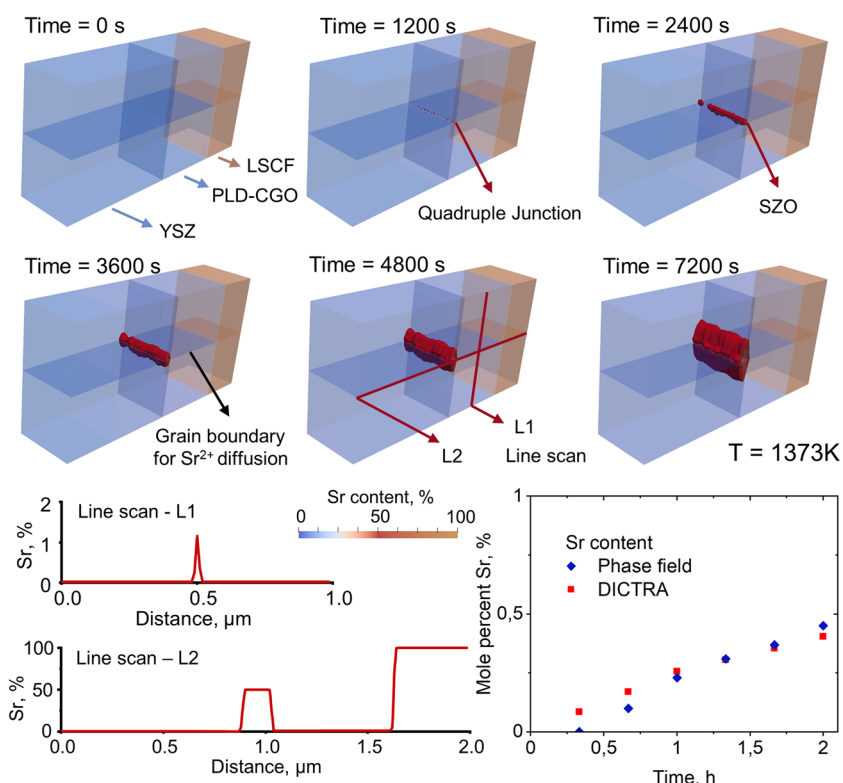 Time = 0 s
Time = 1200 s
Time = 2400 s
LSCF
PLD-CGO
YSZ
Quadruple Junction
SZO
Time = 3600 s
Time = 4800 s
Time = 7200 s
Grain boundary
for Sr²⁺ diffusion
L2
L1
Line scan
T = 1373K
2
1
0
Sr, %
Line scan - L1
0.0
0.5
1.0
Distance, µm
Sr content, %
0
50
100
100
50
0
Sr, %
Line scan – L2
0.0
0.5
1.0
1.5
2.0
Distance, µm
1
0,5
0
Mole percent Sr, %
Sr content
Phase field
DICTRA
0
0,5
1
1,5
2
Time, h